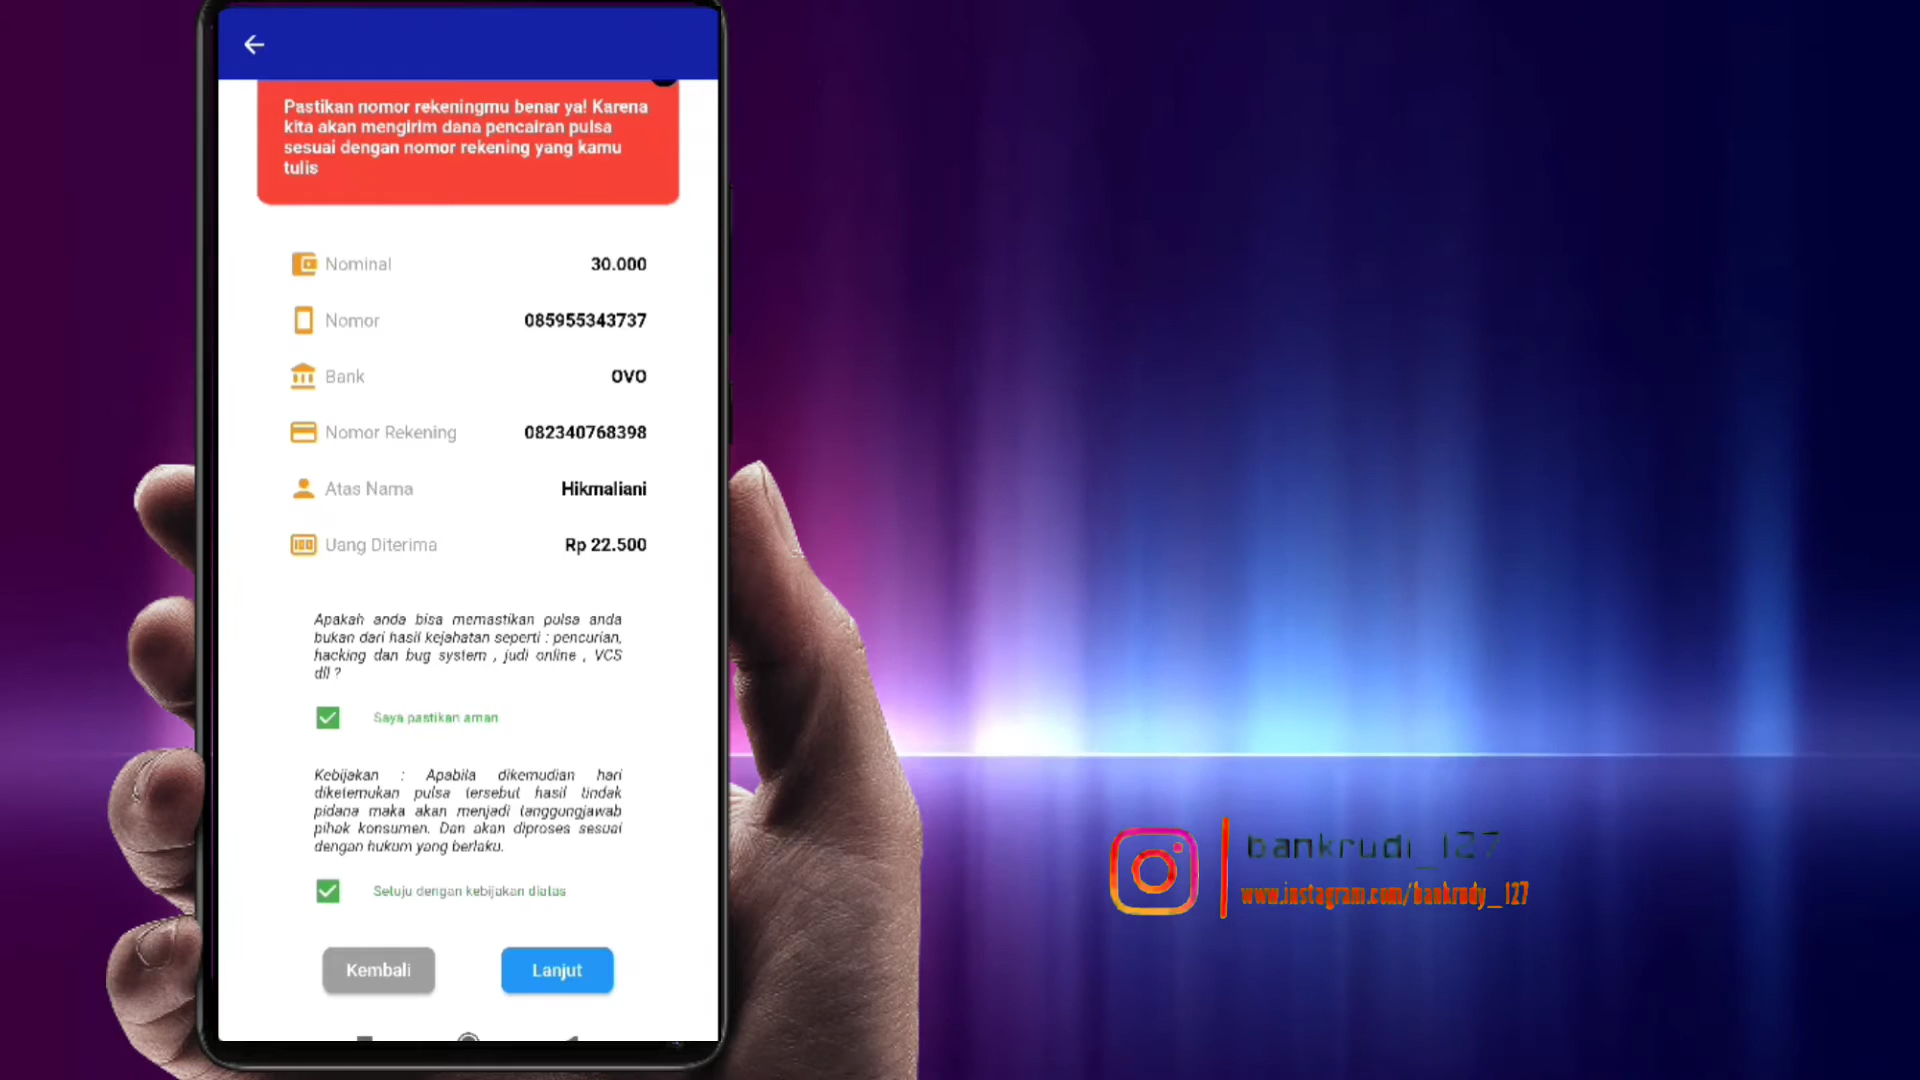 Pastikan nomor rekeningmu benar ya! Karena
kita akan mengirim dana pencairan pulsa
sesuai dengan nomor rekening yang kamu
tulis
Nominal 30.000
Nomor 085955343737
Bank OVO
Nomor Rekening 082340768398
Atas Nama Hikmaliani
Uang Diterima Rp 22.500
Apakah anda bisa memastikan pulsa anda
bukan dari hasil kejahatan seperti : pencurian,
hacking dan bug system , judi online , VCS
dll ?
Saya pastikan aman
Kebijakan : Apabila dikemudian hari
diketemukan pulsa tersebut hasil tindak
pidana maka akan menjadi tanggungjawab
pihak konsumen. Dan akan diproses sesuai
dengan hukum yang berlaku.
Setuju dengan kebijakan diatas
Kembali Lanjut
bankrudi_127
www.instagram.com/bankrudy_127